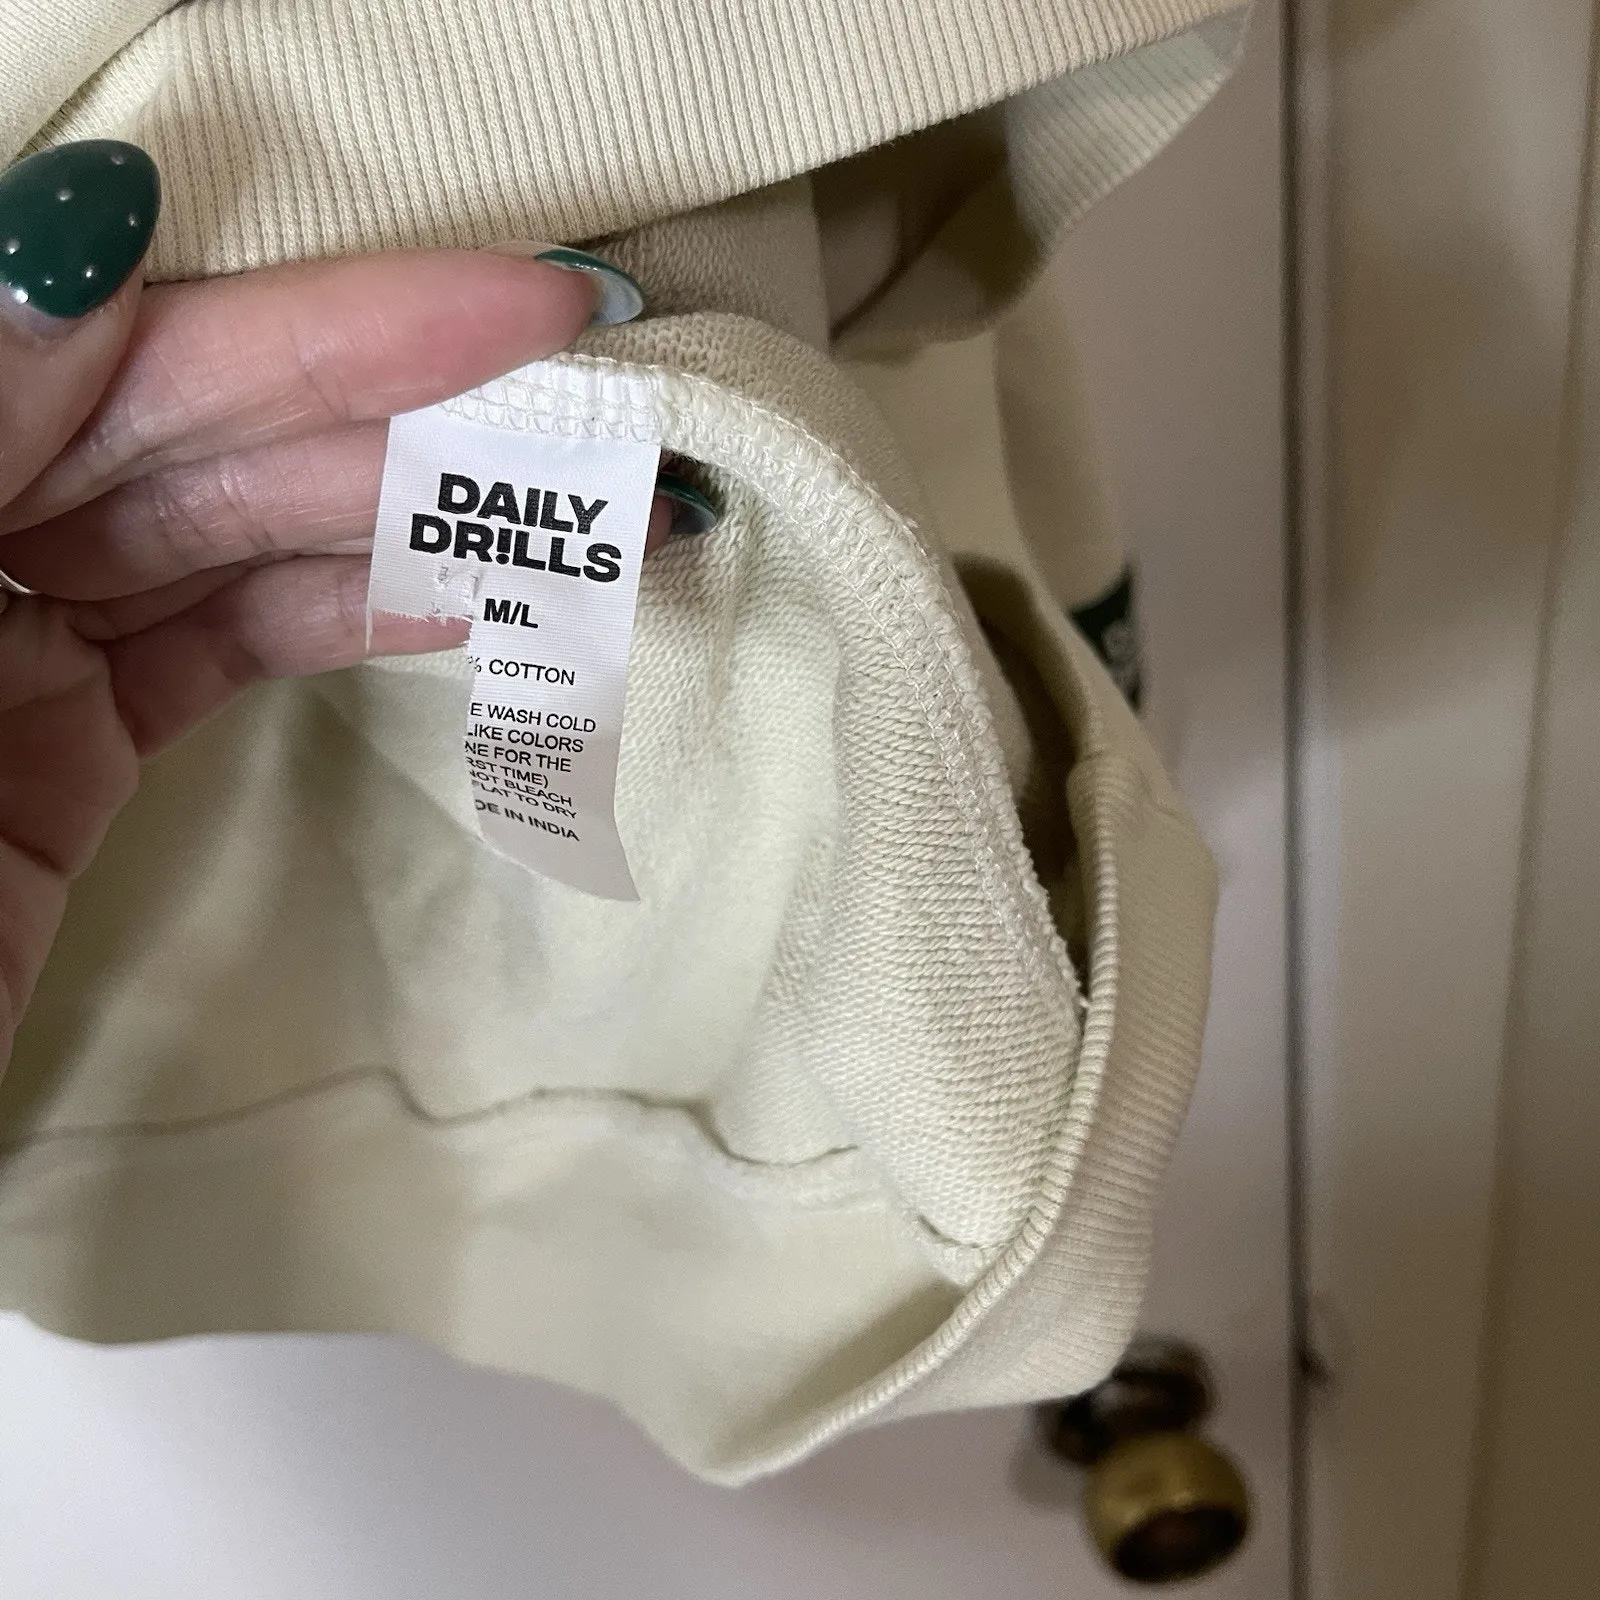 DAILY
DR!LLS
M/L
% COTTON
E WASH COLD
LIKE COLORS
NE FOR THE
RST TIME)
NOT BLEACH
FLAT TO DRY
DE IN INDIA